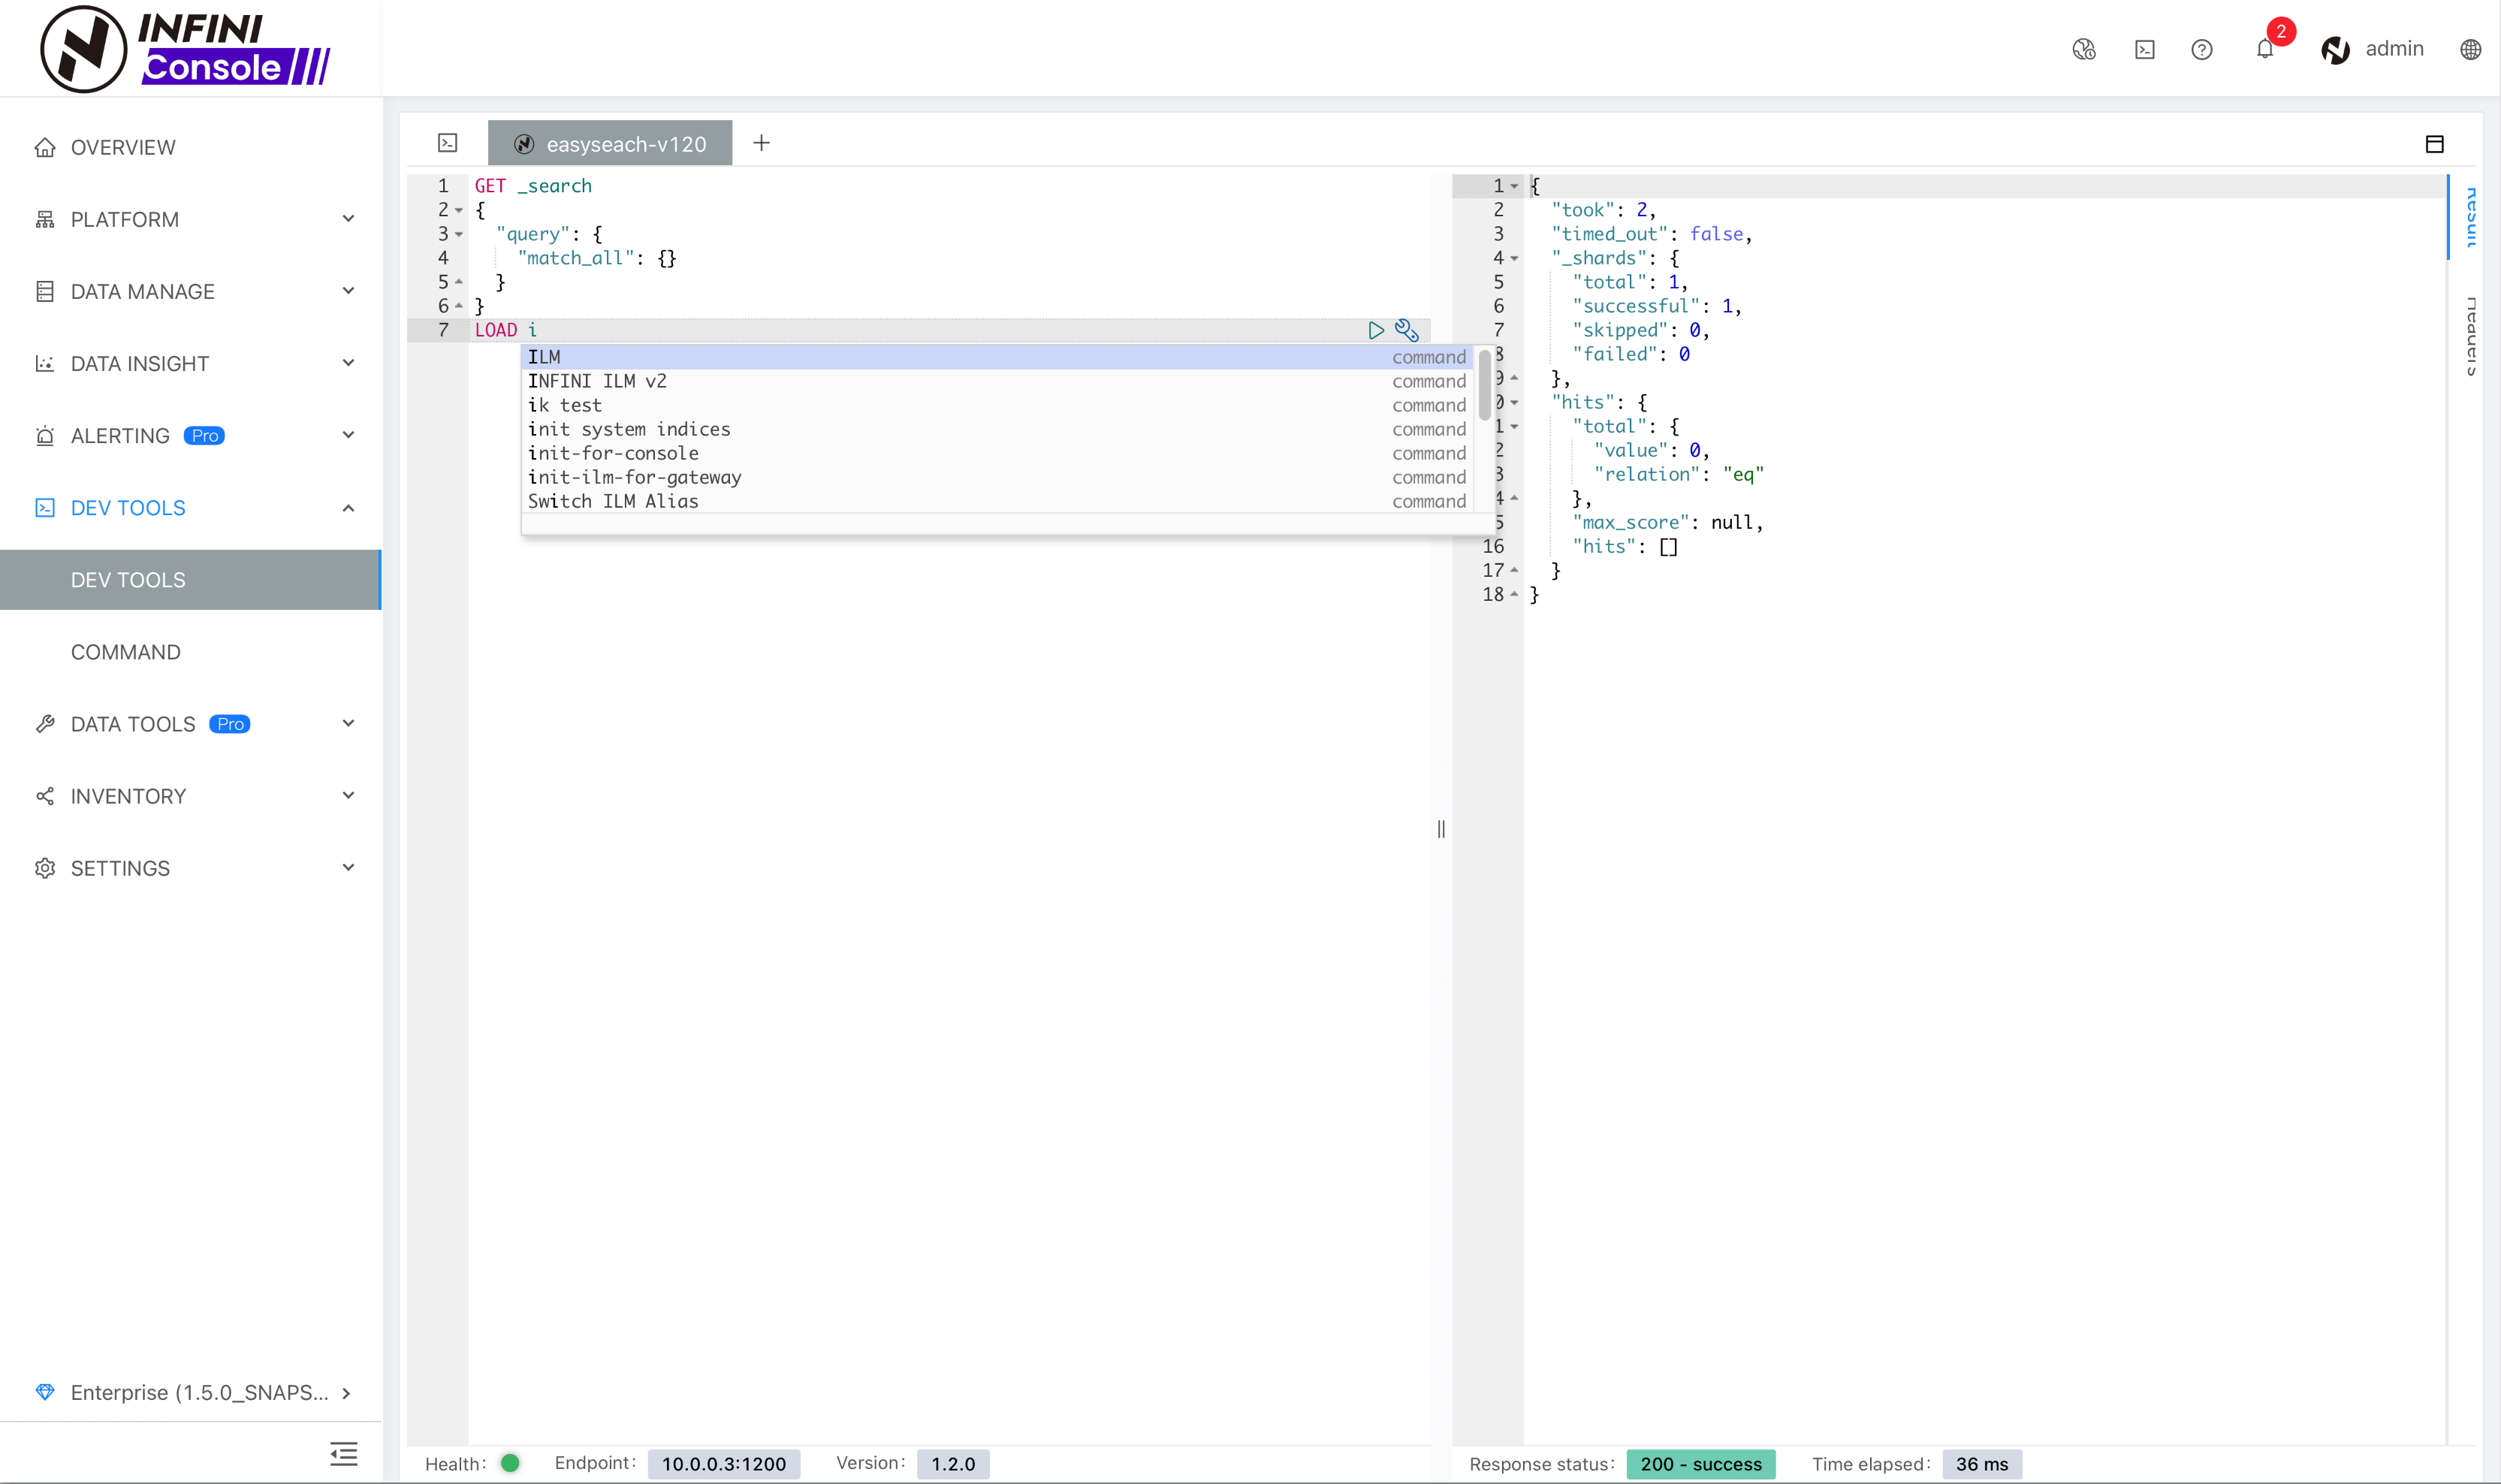 INFINI
Console
2
admin
OVERVIEW
PLATFORM
DATA MANAGE
DATA INSIGHT
ALERTING Pro
DEV TOOLS
DEV TOOLS
COMMAND
DATA TOOLS Pro
INVENTORY
SETTINGS
Enterprise (1.5.0_SNAPS...
easyseach-v120
1 GET _search
2 {
3 "query": {
4 "match_all": {}
5 }
6 }
7 LOAD i
ILM command
INFINI ILM v2 command
ik test command
init system indices command
init-for-console command
init-ilm-for-gateway command
Switch ILM Alias command
1 {
2 "took": 2,
3 "timed_out": false,
4 "_shards": {
5 "total": 1,
6 "successful": 1,
7 "skipped": 0,
8 "failed": 0
9 },
0 "hits": {
1 "total": {
2 "value": 0,
3 "relation": "eq"
4 },
5 "max_score": null,
16 "hits": []
17 }
18 }
Result
Headers
Health: Endpoint: 10.0.0.3:1200 Version: 1.2.0
Response status: 200 - success Time elapsed: 36 ms